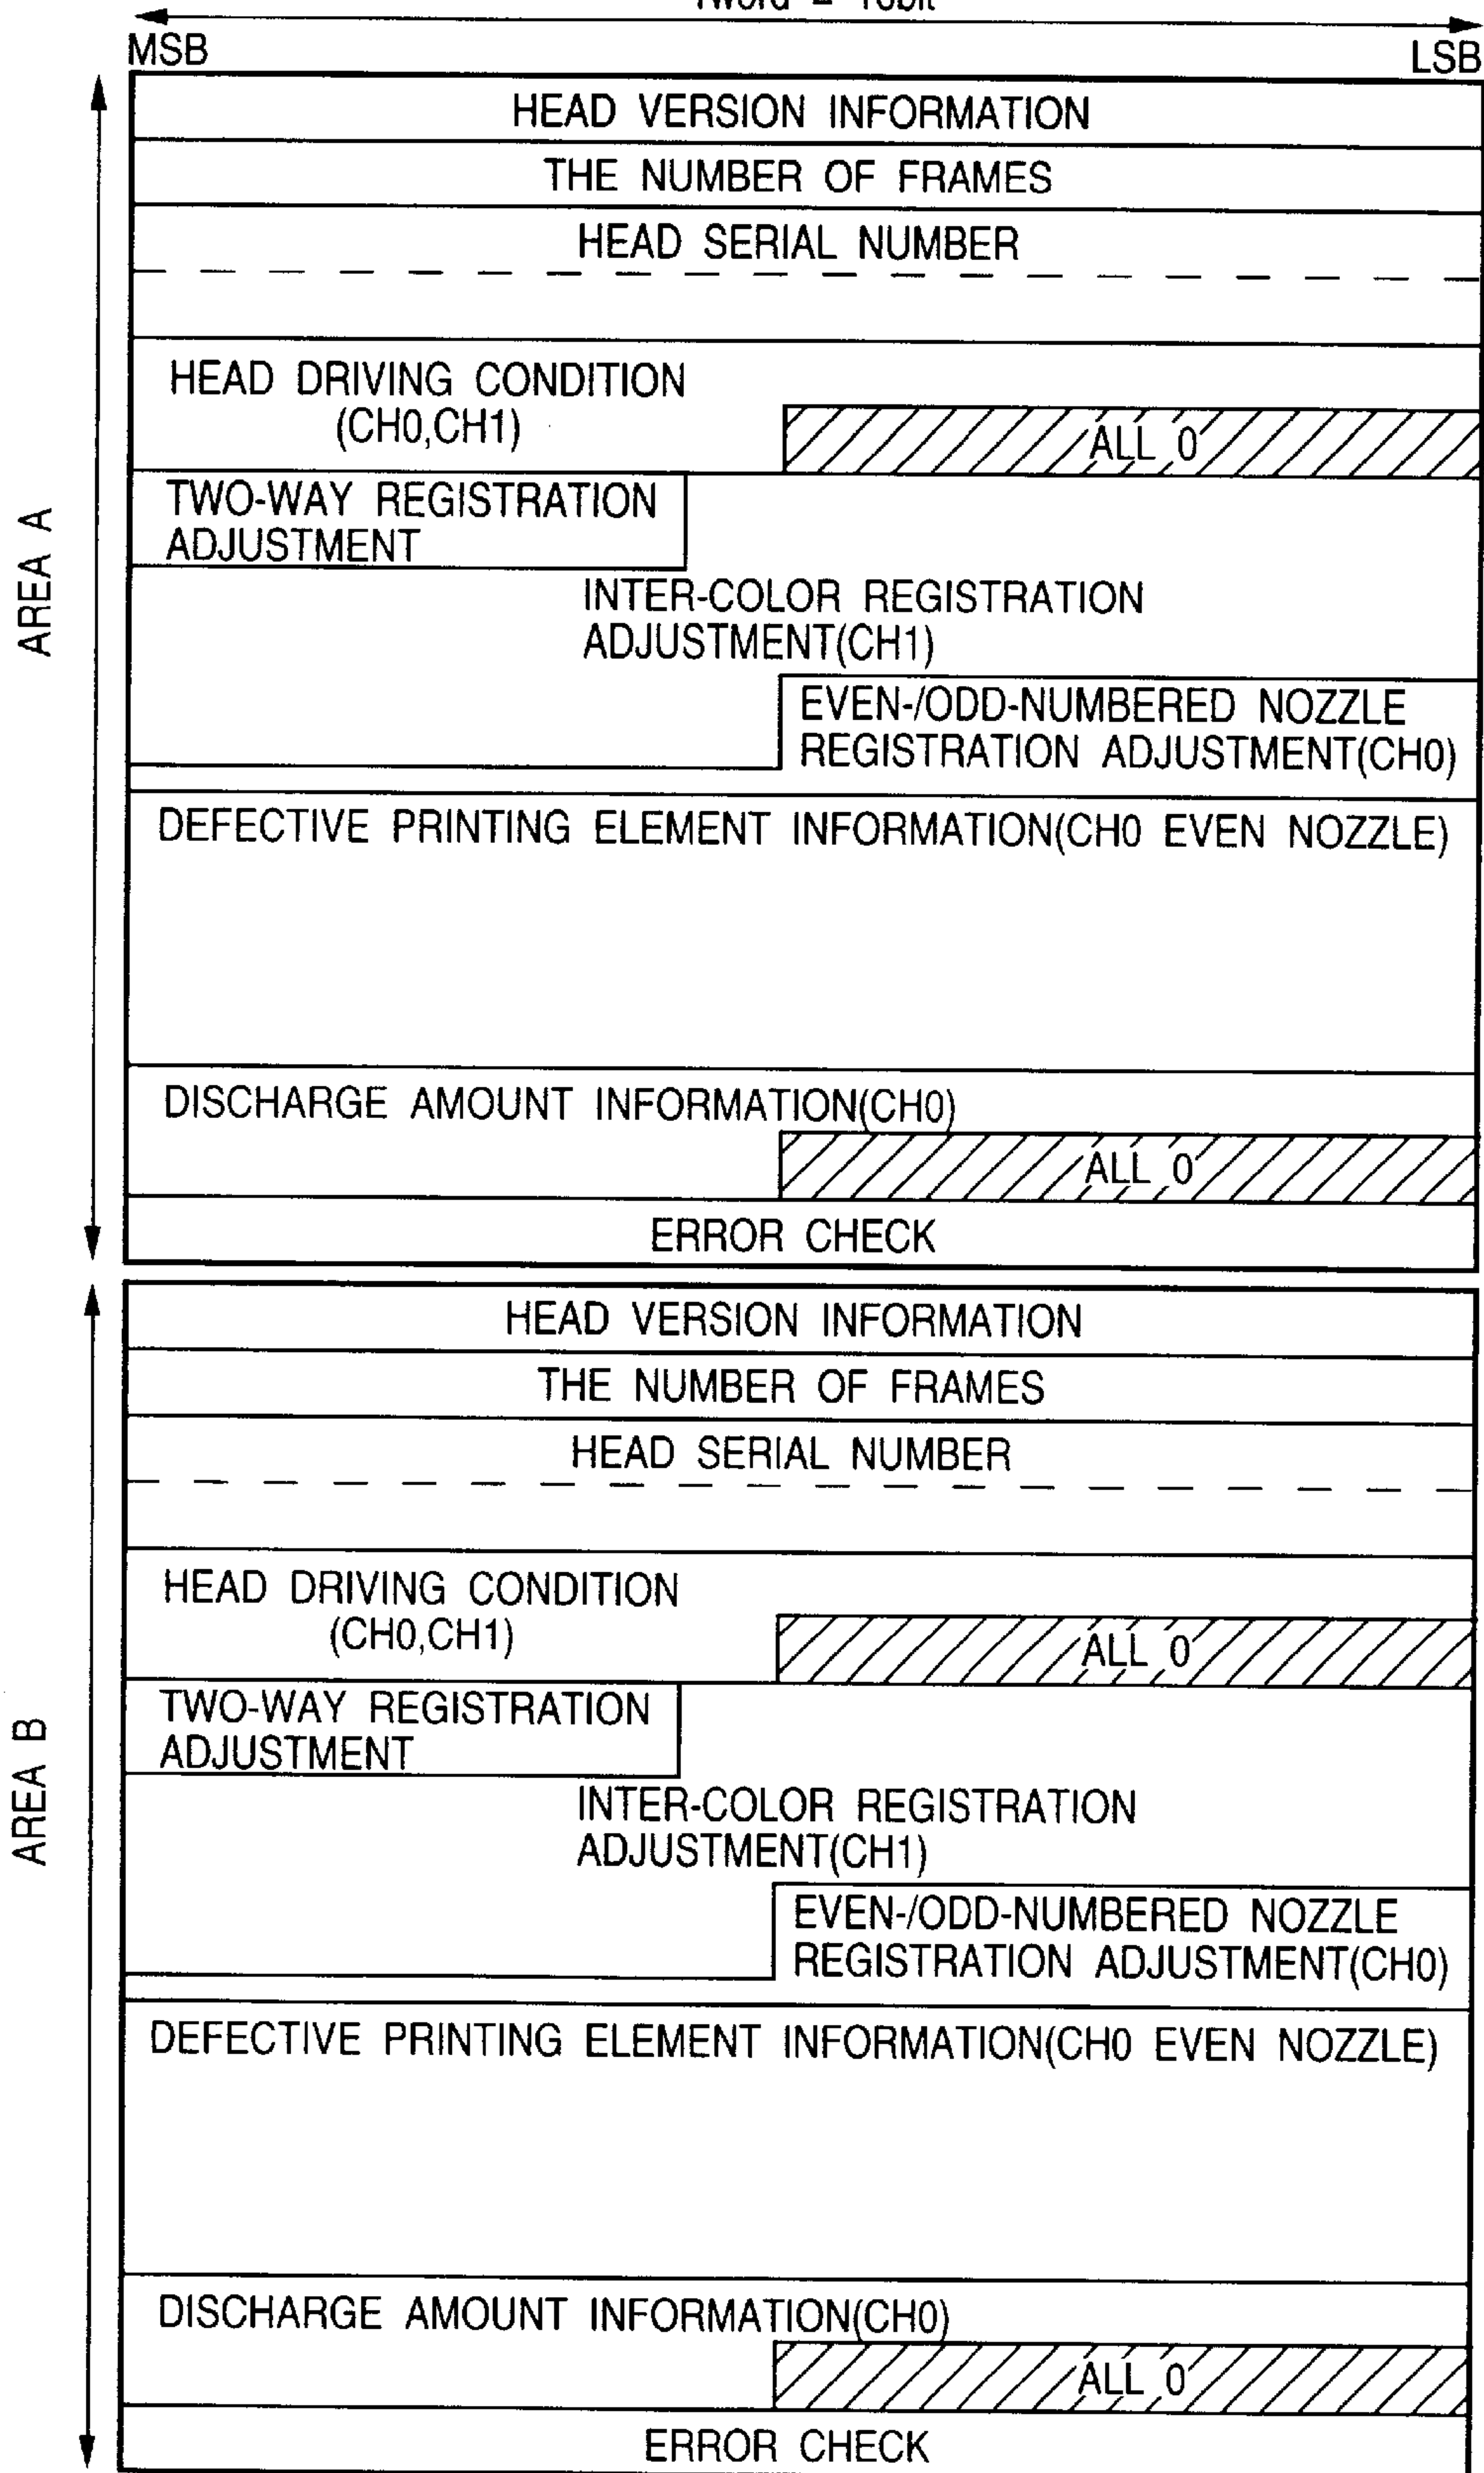 1word = 16bit
MSB LSB
AREA A
HEAD VERSION INFORMATION
THE NUMBER OF FRAMES
HEAD SERIAL NUMBER
HEAD DRIVING CONDITION
(CH0,CH1)
ALL 0
TWO-WAY REGISTRATION
ADJUSTMENT
INTER-COLOR REGISTRATION
ADJUSTMENT(CH1)
EVEN-/ODD-NUMBERED NOZZLE
REGISTRATION ADJUSTMENT(CH0)
DEFECTIVE PRINTING ELEMENT INFORMATION(CH0 EVEN NOZZLE)
DISCHARGE AMOUNT INFORMATION(CH0)
ALL 0
ERROR CHECK
AREA B
HEAD VERSION INFORMATION
THE NUMBER OF FRAMES
HEAD SERIAL NUMBER
HEAD DRIVING CONDITION
(CH0,CH1)
ALL 0
TWO-WAY REGISTRATION
ADJUSTMENT
INTER-COLOR REGISTRATION
ADJUSTMENT(CH1)
EVEN-/ODD-NUMBERED NOZZLE
REGISTRATION ADJUSTMENT(CH0)
DEFECTIVE PRINTING ELEMENT INFORMATION(CH0 EVEN NOZZLE)
DISCHARGE AMOUNT INFORMATION(CH0)
ALL 0
ERROR CHECK